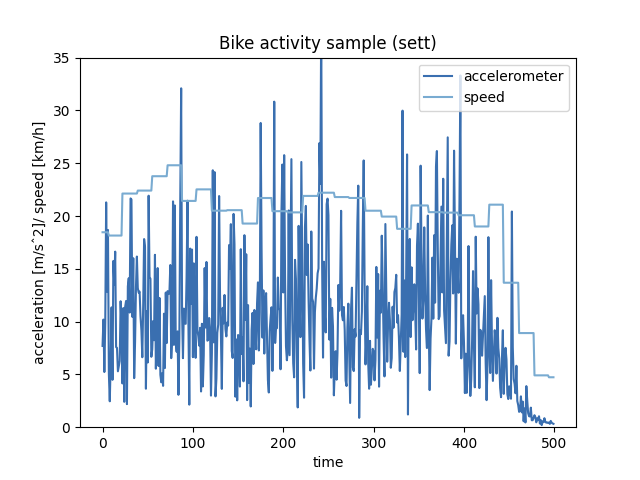 Bike activity sample (sett)
accelerometer
speed
acceleration [m/s^2]/ speed [km/h]
35
30
25
20
15
10
5
0
0 100 200 300 400 500
time